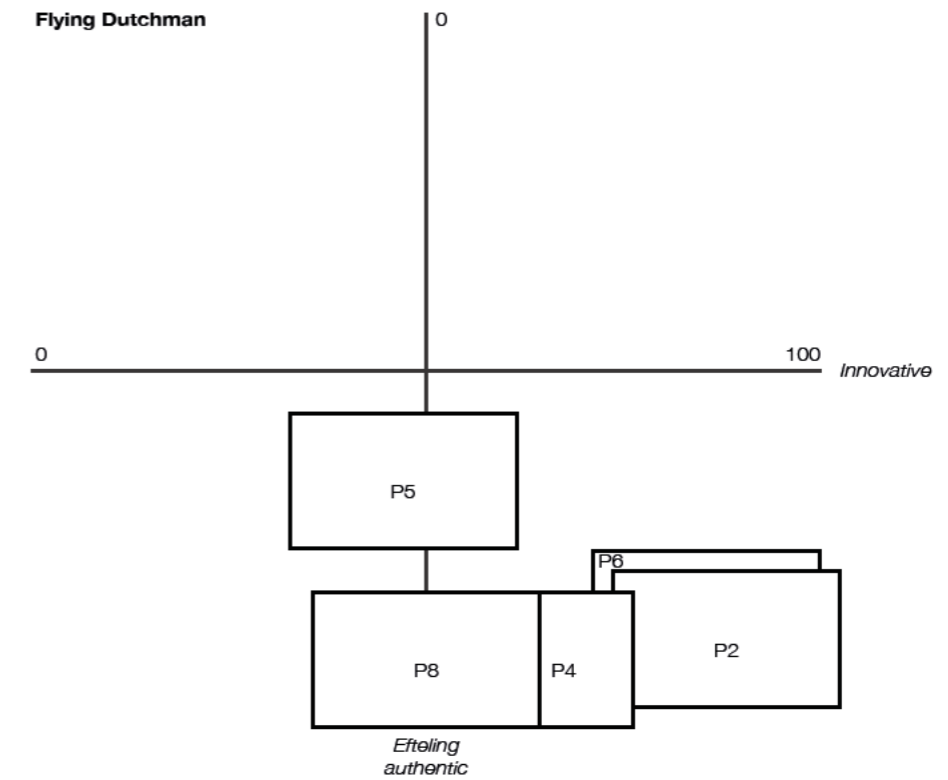 Flying Dutchman
0
0
100
Innovative
P5
P6
P2
P8
P4
Efteling
authentic